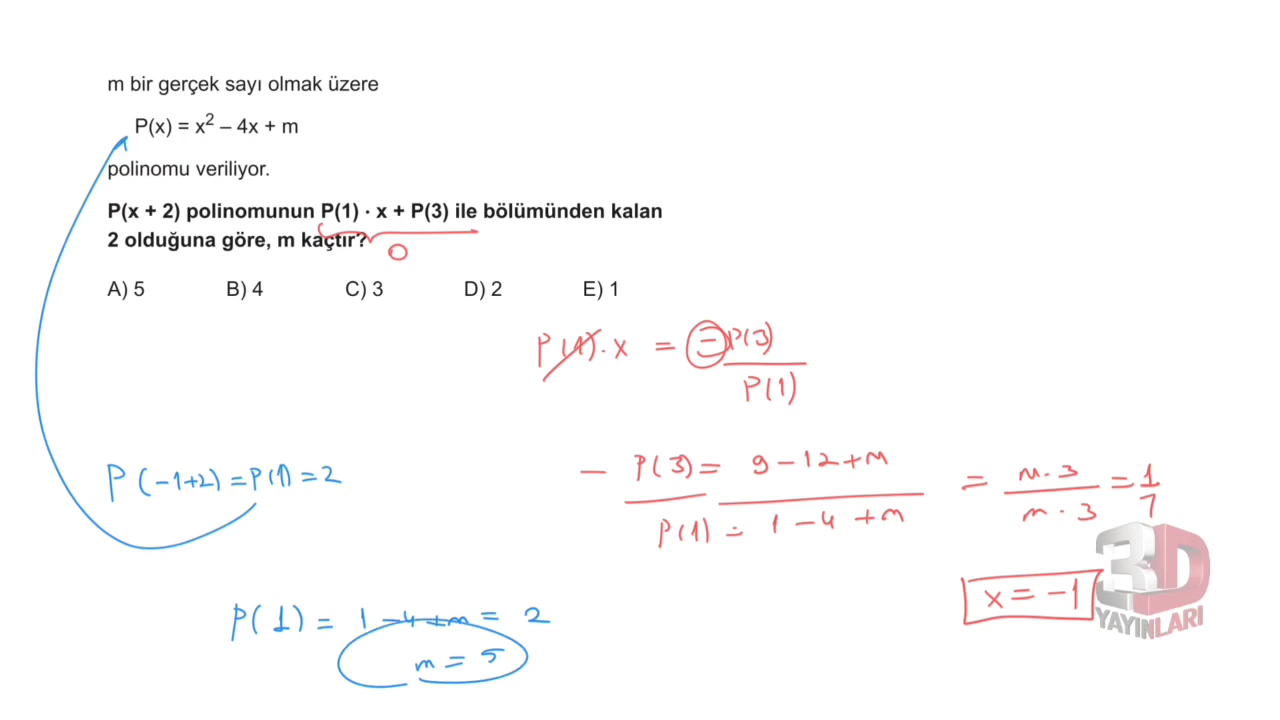 m bir gerçek sayı olmak üzere
P(x) = x² – 4x + m
polinomu veriliyor.
P(x + 2) polinomunun P(1) · x + P(3) ile bölümünden kalan
2 olduğuna göre, m kaçtır?
0
A) 5 B) 4 C) 3 D) 2 E) 1
P(1) . x = – P(3)
P(1)
– P(3) = 9 – 12 + m = m . 3 = 1
P(1) = 1 – 4 + m m . 3 1
P(-1+2) = P(1) = 2
x = -1
P(1) = 1 – 4 + m = 2
m = 5
3D
YAYINLARI